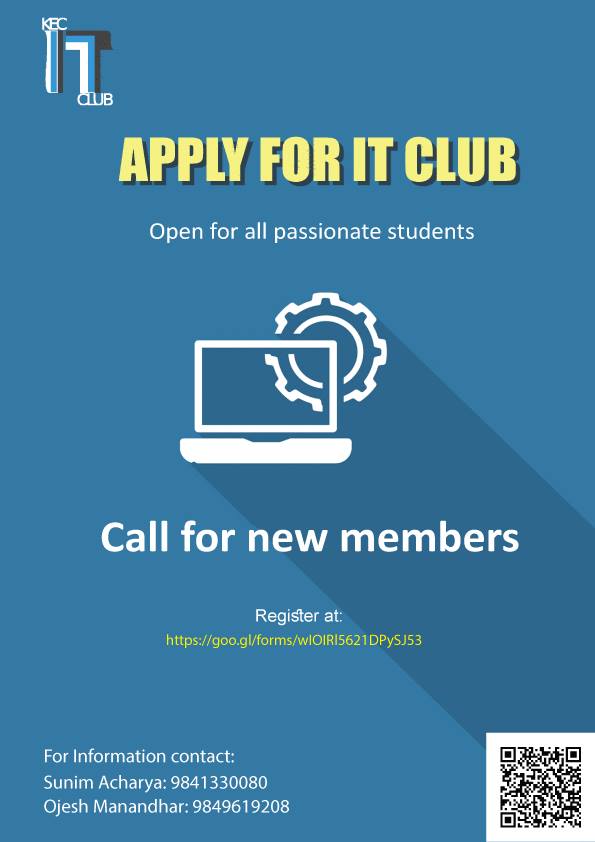 KEC
IT
CLUB
APPLY FOR IT CLUB
Open for all passionate students
Call for new members
Register at:
https://goo.gl/forms/wIOIRl5621DPySJ53
For Information contact:
Sunim Acharya: 9841330080
Ojesh Manandhar: 9849619208